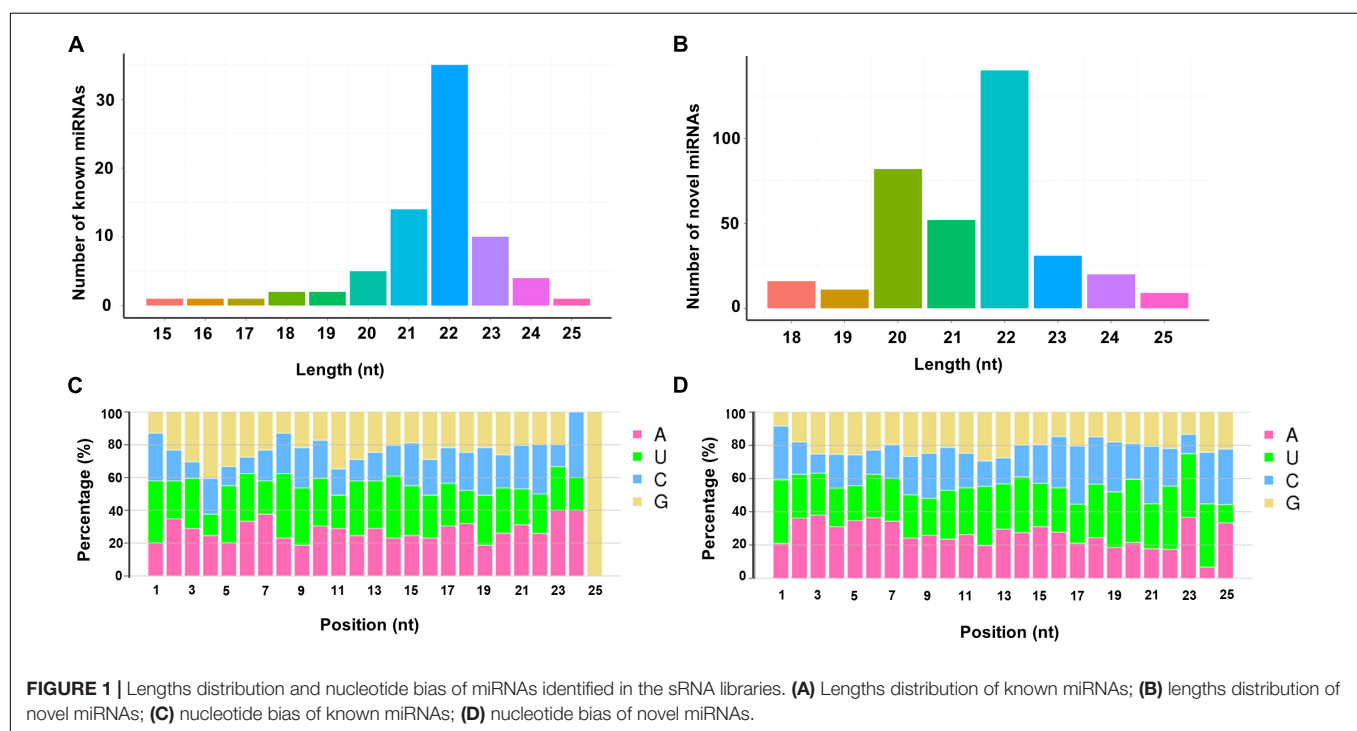 A
Number of known miRNAs
30
20
10
0
15 16 17 18 19 20 21 22 23 24 25
Length (nt)
B
Number of novel miRNAs
100
50
0
18 19 20 21 22 23 24 25
Length (nt)
C
Percentage (%)
100
80
60
40
20
0
1 3 5 7 9 11 13 15 17 19 21 23 25
Position (nt)
A
U
C
G
D
Percentage (%)
100
80
60
40
20
0
1 3 5 7 9 11 13 15 17 19 21 23 25
Position (nt)
A
U
C
G
FIGURE 1 | Lengths distribution and nucleotide bias of miRNAs identified in the sRNA libraries. (A) Lengths distribution of known miRNAs; (B) lengths distribution of
novel miRNAs; (C) nucleotide bias of known miRNAs; (D) nucleotide bias of novel miRNAs.